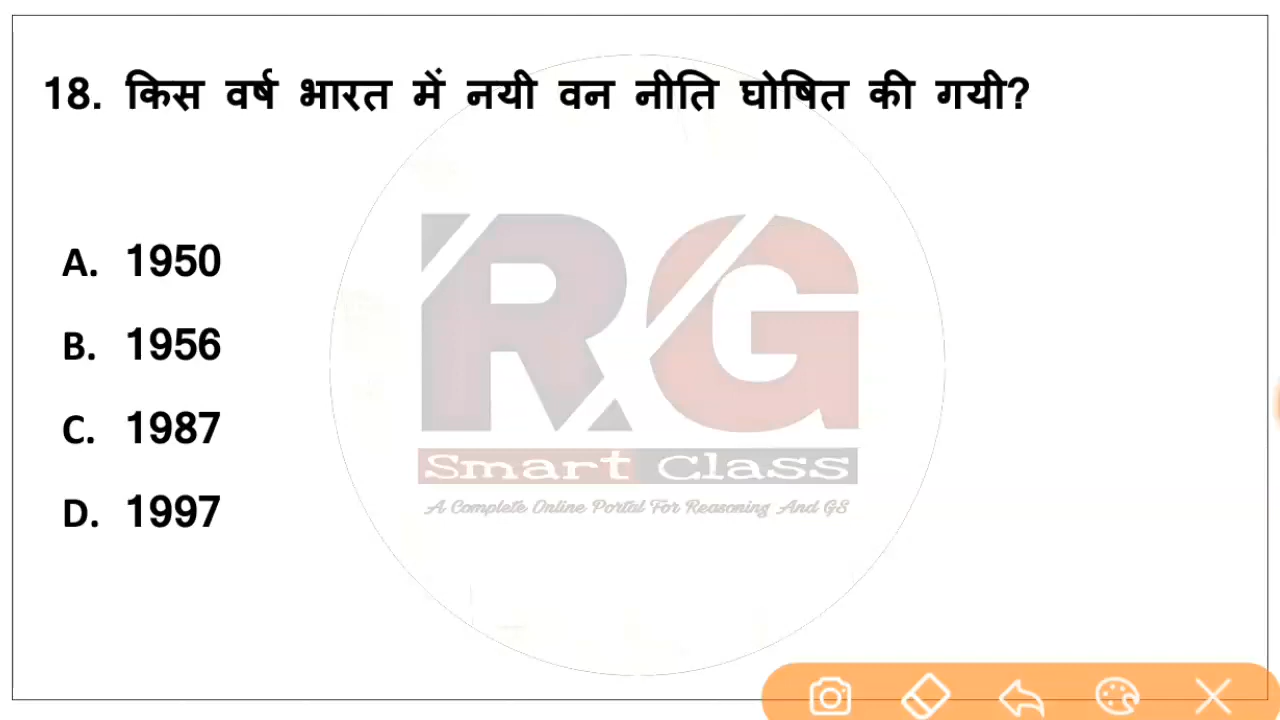 18. किस वर्ष भारत में नयी वन नीति घोषित की गयी?
A. 1950
B. 1956
C. 1987
D. 1997
RG
Smart Class
A Complete Online Portal For Reasoning And GS